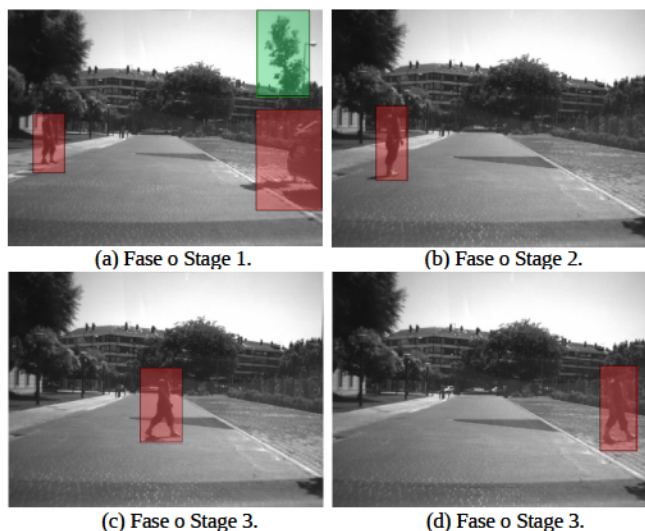 (a) Fase o Stage 1.
(b) Fase o Stage 2.
(c) Fase o Stage 3.
(d) Fase o Stage 3.